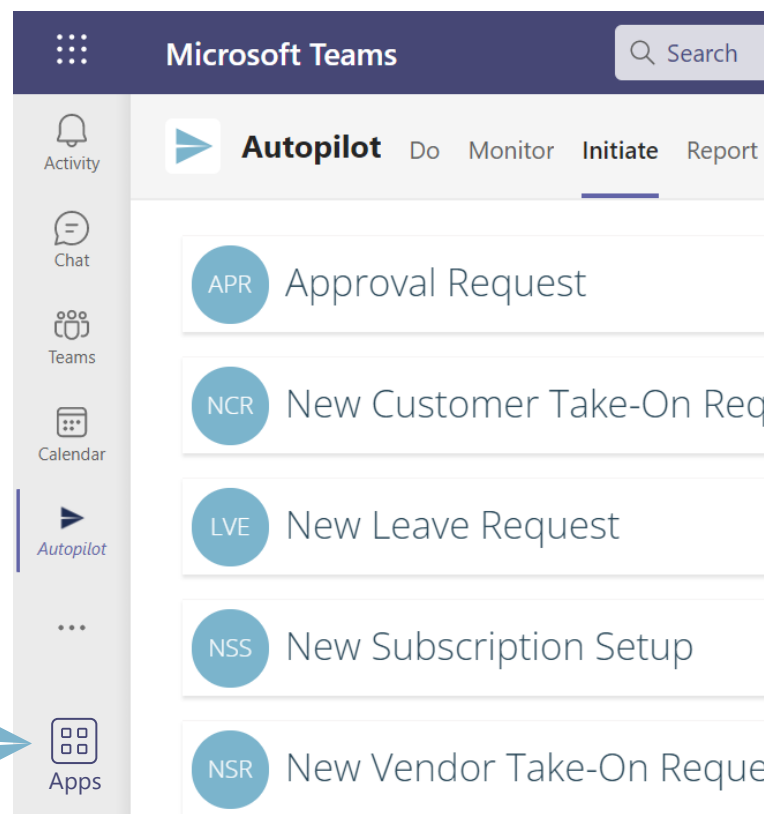 Microsoft Teams
Search
Activity
Chat
Teams
Calendar
Autopilot
Apps
Autopilot Do Monitor Initiate Report
APR Approval Request
NCR New Customer Take-On Req
LVE New Leave Request
NSS New Subscription Setup
NSR New Vendor Take-On Reque